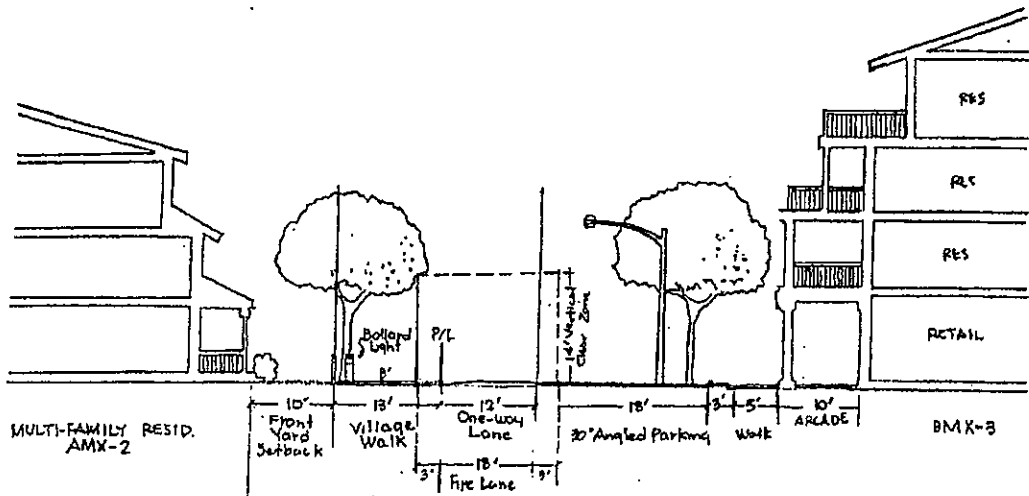 RES
RES
RES
RETAIL
Bollard
Light
P/L
14' Vertical
Clear Zone
8'
10'
13'
12'
18'
3'
5'
10'
Front
Yard
Setback
Village
Walk
One-way
Lane
30° Angled Parking
Walk
ARCADE
MULTI-FAMILY RESID.
AMX-2
BMX-3
3'
18'
3'
Fire Lane